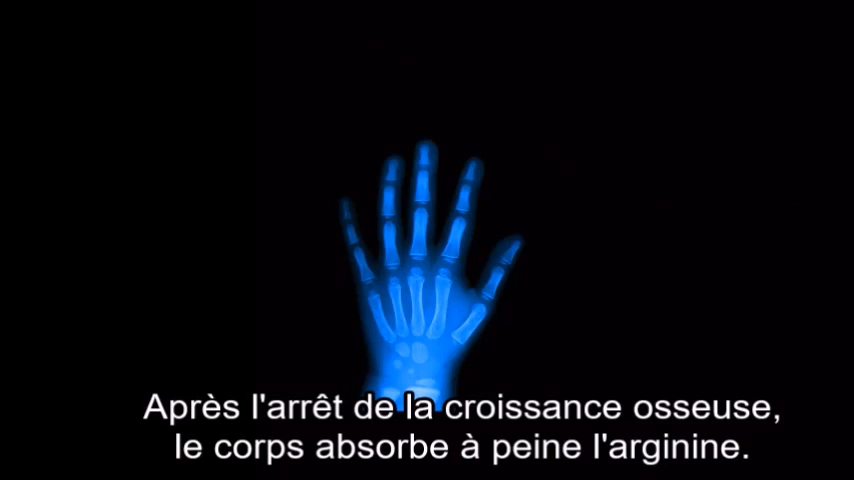 Après l'arrêt de la croissance osseuse,
le corps absorbe à peine l'arginine.